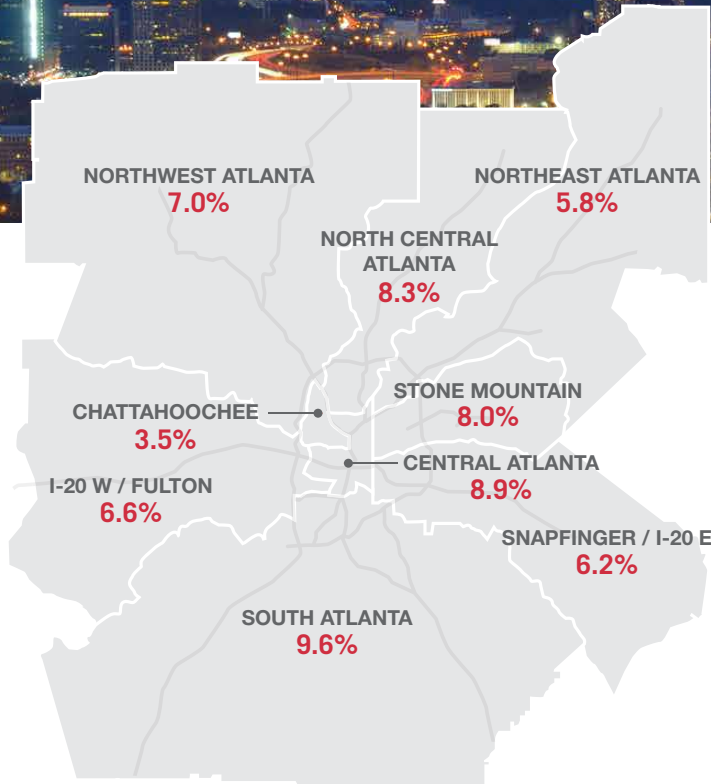 NORTHWEST ATLANTA
7.0%
NORTHEAST ATLANTA
5.8%
NORTH CENTRAL
ATLANTA
8.3%
STONE MOUNTAIN
8.0%
CHATTAHOOCHEE
3.5%
CENTRAL ATLANTA
8.9%
I-20 W / FULTON
6.6%
SNAPFINGER / I-20 E
6.2%
SOUTH ATLANTA
9.6%